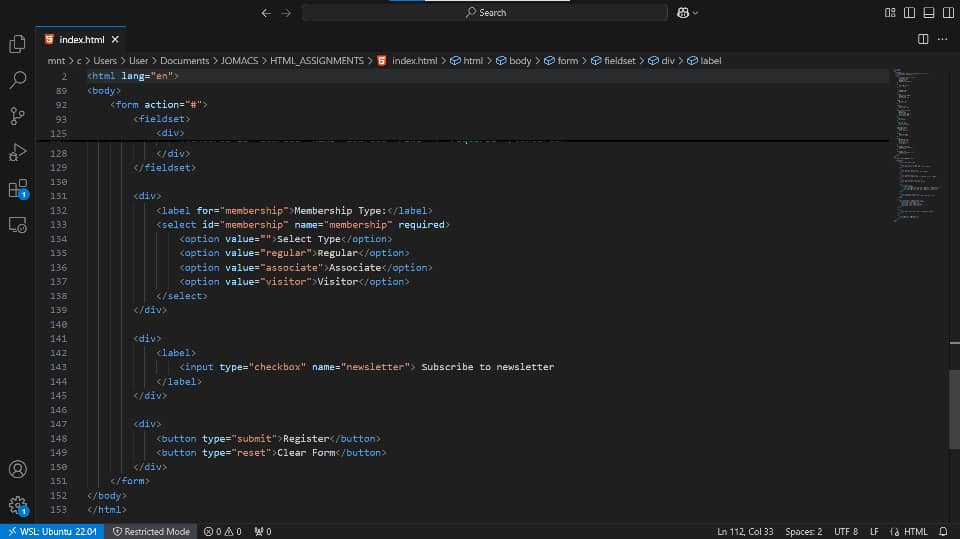 Search
index.html
mnt > c > Users > User > Documents > JOMACS > HTML_ASSIGNMENTS > index.html > html > body > form > fieldset > div > label
2 <html lang="en">
89 <body>
92 <form action="#">
93 <fieldset>
125 <div>
128 </div>
129 </fieldset>
130
131 <div>
132 <label for="membership">Membership Type:</label>
133 <select id="membership" name="membership" required>
134 <option value="">Select Type</option>
135 <option value="regular">Regular</option>
136 <option value="associate">Associate</option>
137 <option value="visitor">Visitor</option>
138 </select>
139 </div>
140
141 <div>
142 <label>
143 <input type="checkbox" name="newsletter"> Subscribe to newsletter
144 </label>
145 </div>
146
147 <div>
148 <button type="submit">Register</button>
149 <button type="reset">Clear Form</button>
150 </div>
151 </form>
152 </body>
153 </html>
1
1
WSL: Ubuntu 22.04 Restricted Mode 0 0 0 Ln 112, Col 33 Spaces: 2 UTF 8 LF HTML